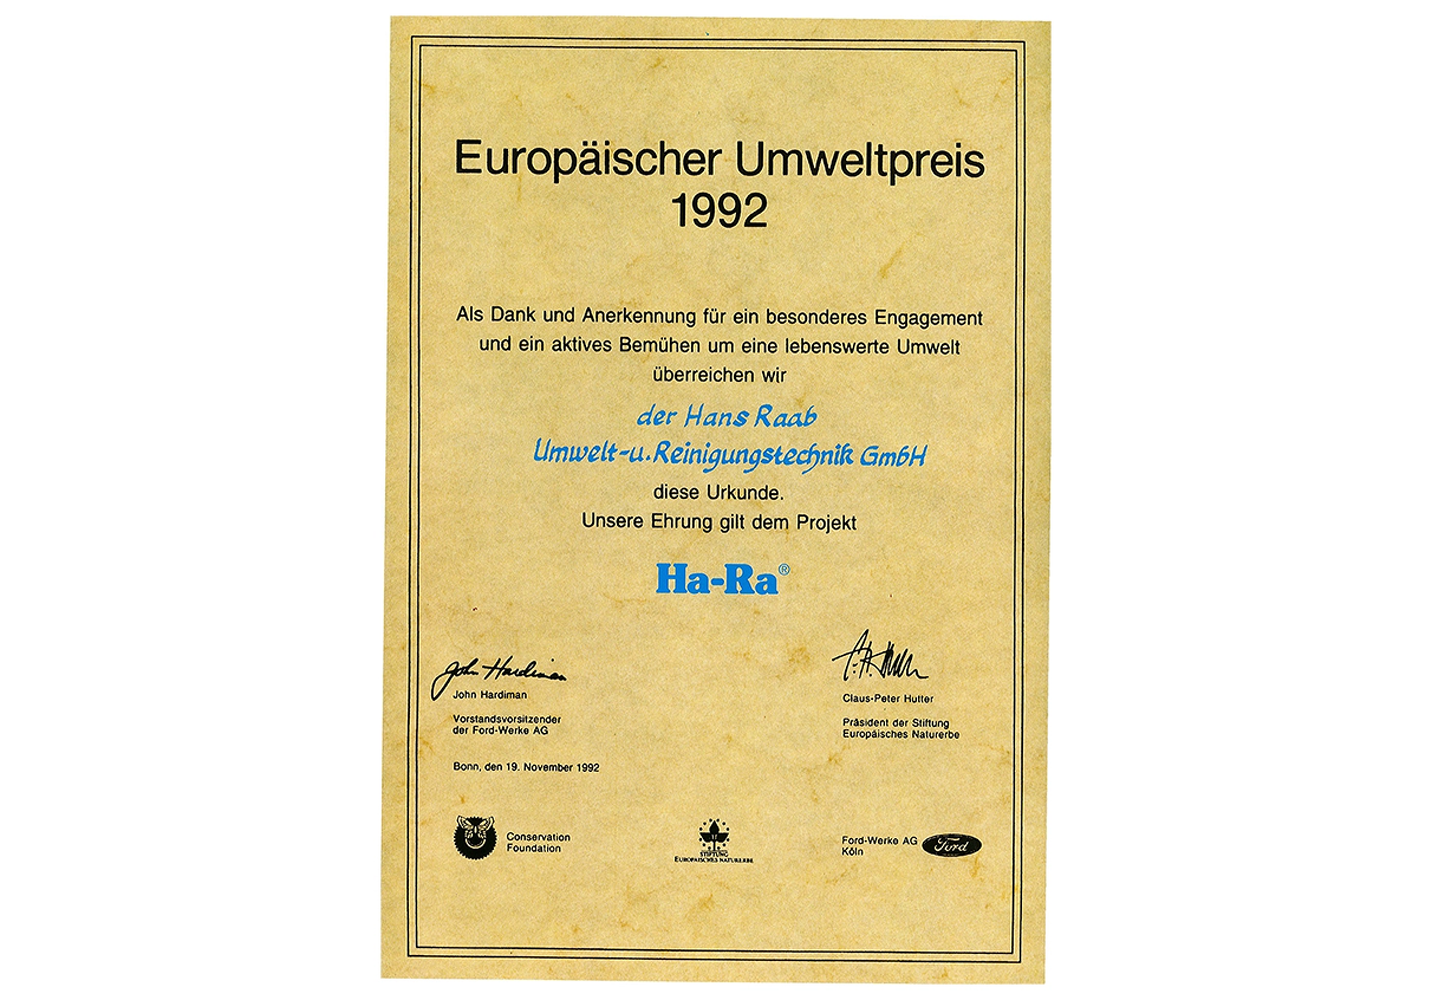 Europäischer Umweltpreis
1992
Als Dank und Anerkennung für ein besonderes Engagement
und ein aktives Bemühen um eine lebenswerte Umwelt
überreichen wir
der Hans Raab
Umwelt-u. Reinigungstechnik GmbH
diese Urkunde.
Unsere Ehrung gilt dem Projekt
Ha-Ra®
John Hardiman
John Hardiman
Vorstandsvorsitzender
der Ford-Werke AG
Bonn, den 19. November 1992
Claus-Peter Hutter
Präsident der Stiftung
Europäisches Naturerbe
Conservation
Foundation
STIFTUNG
EUROPÄISCHES NATURERBE
Ford-Werke AG
Köln
Ford